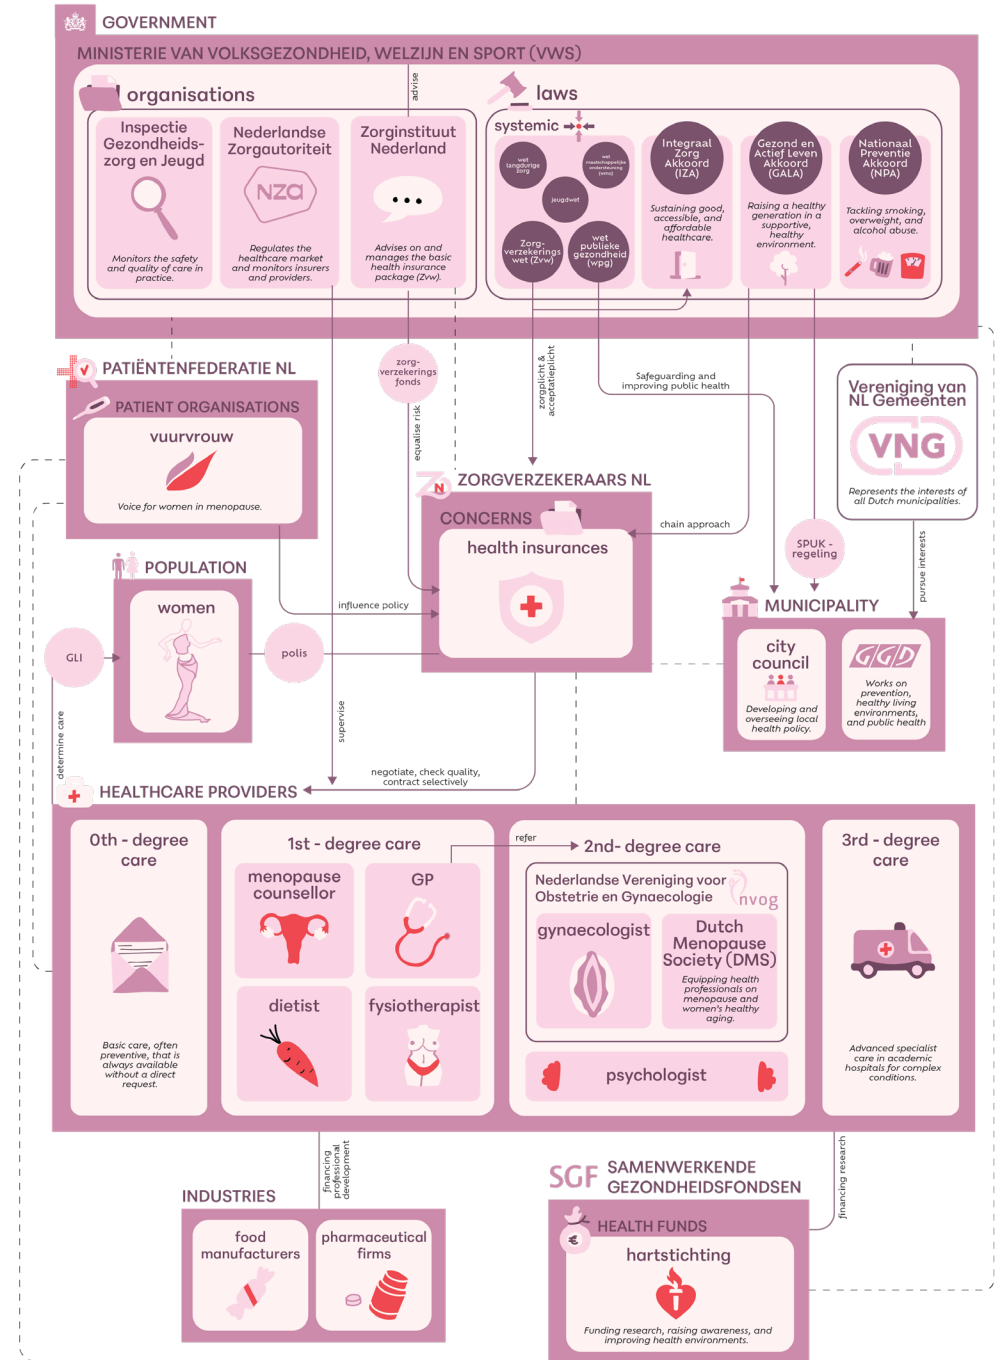 GOVERNMENT
MINISTERIE VAN VOLKSGEZONDHEID, WELZIJN EN SPORT (VWS)
advise
organisations
Inspectie
Gezondheids-
zorg en Jeugd
Monitors the safety
and quality of care in
practice.
Nederlandse
Zorgautoriteit
NZa
Regulates the
healthcare market
and monitors insurers
and providers.
Zorginstituut
Nederland
Advises on and
manages the basic
health insurance
package (Zvw).
laws
systemic
wet
langdurige
zorg
wet
maatschappelijke
ondersteuning
(wmo)
jeugdwet
Zorg-
verzekerings
wet (Zvw)
wet
publieke
gezondheid
(wpg)
Integraal
Zorg
Akkoord
(IZA)
Sustaining good,
accessible, and
affordable
healthcare.
Gezond en
Actief Leven
Akkoord
(GALA)
Raising a healthy
generation in a
supportive,
healthy
environment.
Nationaal
Preventie
Akkoord
(NPA)
Tackling smoking,
overweight, and
alcohol abuse.
PATIËNTENFEDERATIE NL
PATIENT ORGANISATIONS
vuurvrouw
Voice for women in menopause.
zorg-
verzekerings
fonds
equalise risk
zorgplicht &
acceptatieplicht
Safeguarding and
improving public health
Vereniging van
NL Gemeenten
VNG
Represents the interests of
all Dutch municipalities.
ZN
ZORGVERZEKERAARS NL
CONCERNS
health insurances
chain approach
SPUK -
regeling
pursue interests
POPULATION
women
influence policy
GLI
polis
MUNICIPALITY
city
council
Developing and
overseeing local
health policy.
GGD
Works on
prevention,
healthy living
environments,
and public health
determine care
supervise
negotiate, check quality,
contract selectively
HEALTHCARE PROVIDERS
0th - degree
care
Basic care, often
preventive, that is
always available
without a direct
request.
1st - degree care
menopause
counsellor
GP
dietist
fysiotherapist
refer
2nd- degree care
Nederlandse Vereniging voor
Obstetrie en Gynaecologie
nvog
gynaecologist
Dutch
Menopause
Society (DMS)
Equipping health
professionals on
menopause and
women's healthy
aging.
psychologist
3rd - degree
care
Advanced specialist
care in academic
hospitals for complex
conditions.
financing
professional
development
INDUSTRIES
food
manufacturers
pharmaceutical
firms
financing research
SGF
SAMENWERKENDE
GEZONDHEIDSFONDSEN
€
HEALTH FUNDS
hartstichting
Funding research, raising awareness, and
improving health environments.